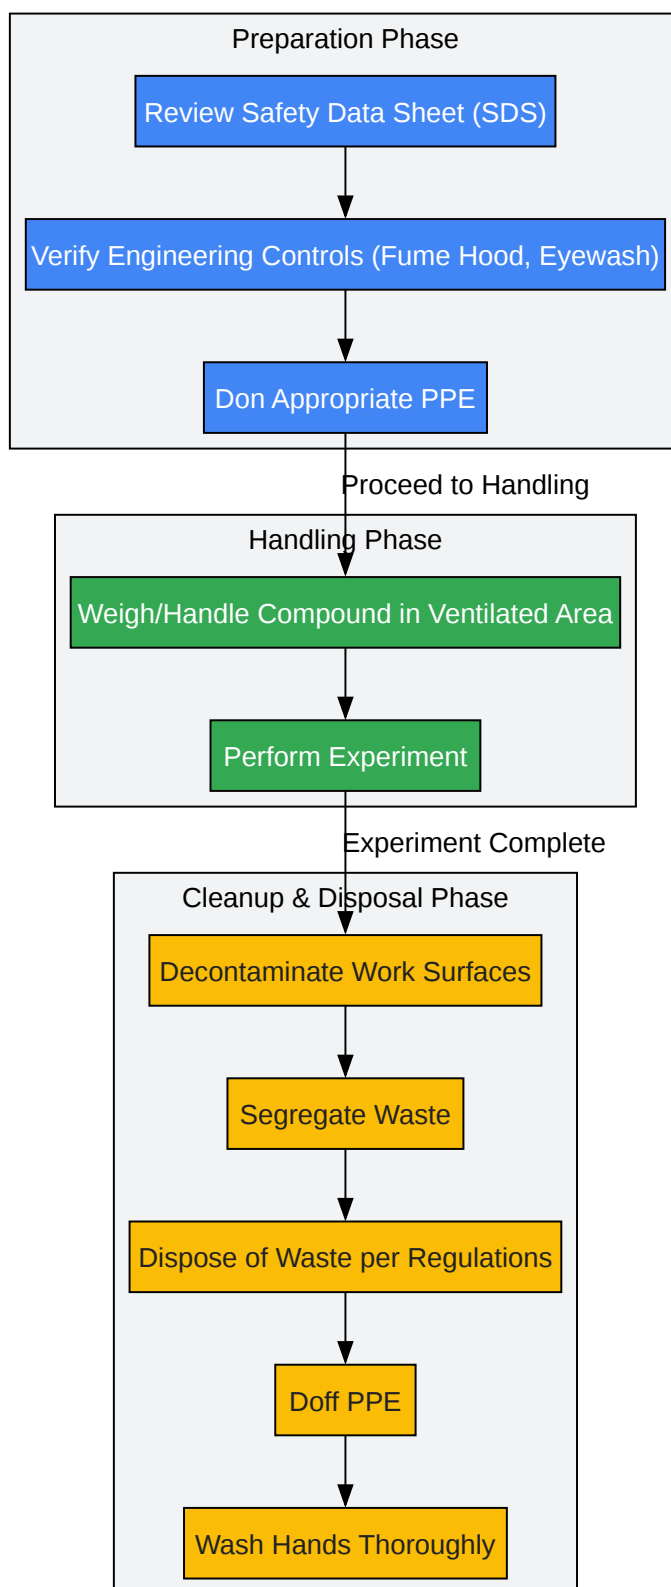 Preparation Phase
Review Safety Data Sheet (SDS)
Verify Engineering Controls (Fume Hood, Eyewash)
Don Appropriate PPE
Proceed to Handling
Handling Phase
Weigh/Handle Compound in Ventilated Area
Perform Experiment
Experiment Complete
Cleanup & Disposal Phase
Decontaminate Work Surfaces
Segregate Waste
Dispose of Waste per Regulations
Doff PPE
Wash Hands Thoroughly